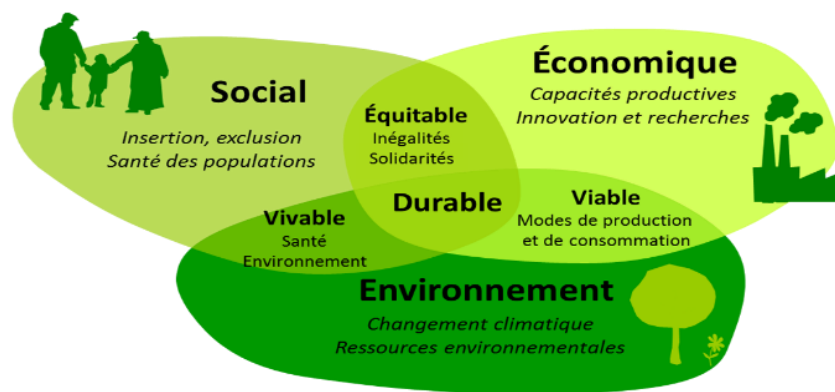 Social
Insertion, exclusion
Santé des populations
Économique
Capacités productives
Innovation et recherches
Équitable
Inégalités
Solidarités
Durable
Vivable
Santé
Environnement
Viable
Modes de production
et de consommation
Environnement
Changement climatique
Ressources environnementales